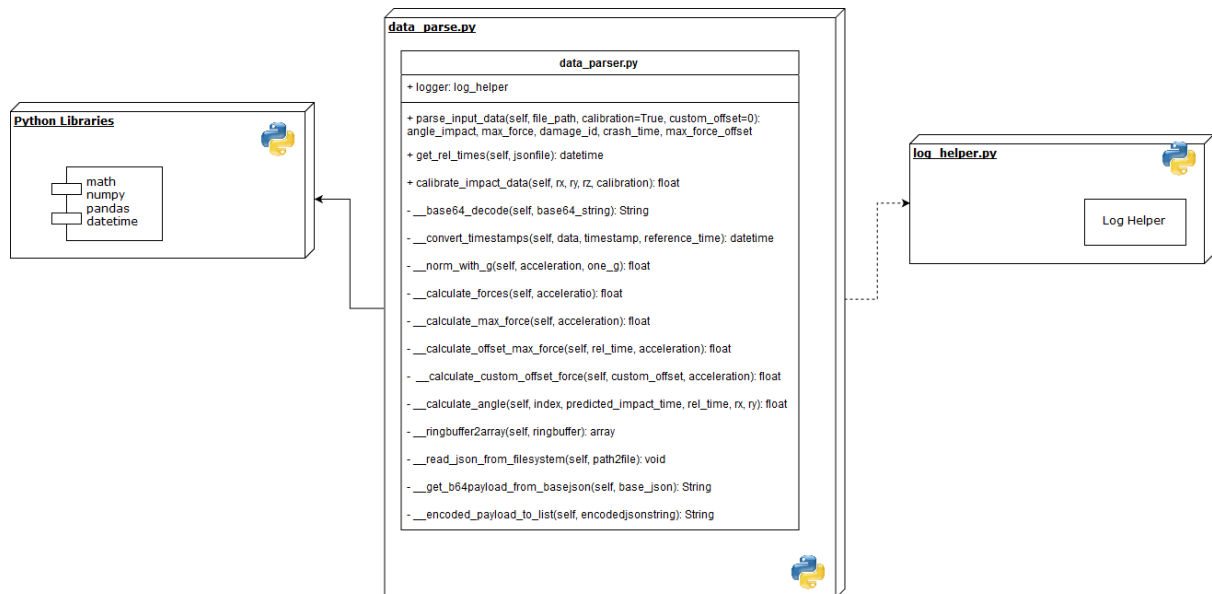 data_parse.py
data_parser.py
+ logger: log_helper
+ parse_input_data(self, file_path, calibration=True, custom_offset=0):
angle_impact, max_force, damage_id, crash_time, max_force_offset
+ get_rel_times(self, jsonfile): datetime
+ calibrate_impact_data(self, rx, ry, rz, calibration): float
- __base64_decode(self, base64_string): String
- __convert_timestamps(self, data, timestamp, reference_time): datetime
- __norm_with_g(self, acceleration, one_g): float
- __calculate_forces(self, acceleratio): float
- __calculate_max_force(self, acceleration): float
- __calculate_offset_max_force(self, rel_time, acceleration): float
- __calculate_custom_offset_force(self, custom_offset, acceleration): float
- __calculate_angle(self, index, predicted_impact_time, rel_time, rx, ry): float
- __ringbuffer2array(self, ringbuffer): array
- __read_json_from_filesystem(self, path2file): void
- __get_b64payload_from_basejson(self, base_json): String
- __encoded_payload_to_list(self, encodedjsonstring): String
Python Libraries
math
numpy
pandas
datetime
log_helper.py
Log Helper